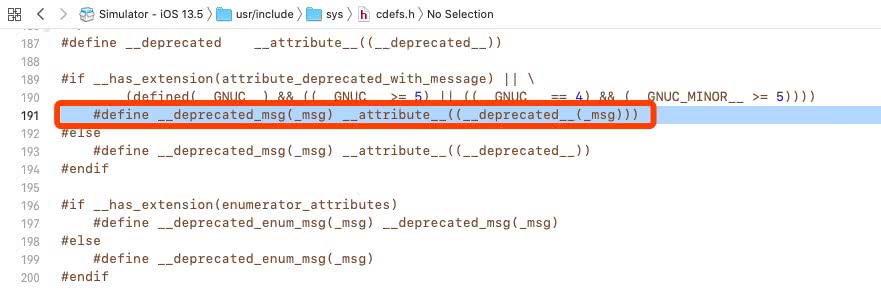 Simulator - iOS 13.5 usr/include sys h cdefs.h No Selection
187 #define __deprecated    __attribute__((__deprecated__))
188
189 #if __has_extension(attribute_deprecated_with_message) || \
190         (defined(__GNUC__) && ((__GNUC__ >= 5) || ((__GNUC__ == 4) && (__GNUC_MINOR__ >= 5))))
191     #define __deprecated_msg(_msg) __attribute__((__deprecated__(_msg)))
192 #else
193     #define __deprecated_msg(_msg) __attribute__((__deprecated__))
194 #endif
195
196 #if __has_extension(enumerator_attributes)
197     #define __deprecated_enum_msg(_msg) __deprecated_msg(_msg)
198 #else
199     #define __deprecated_enum_msg(_msg)
200 #endif